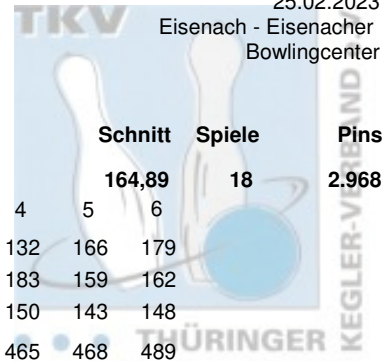 25.02.2023
TKV
Eisenach - Eisenacher
Bowlingcenter
Schnitt Spiele Pins
164,89 18 2.968
4 5 6
132 166 179
183 159 162
150 143 148
465 468 489
THÜRINGER
KEGLER-VERBAND